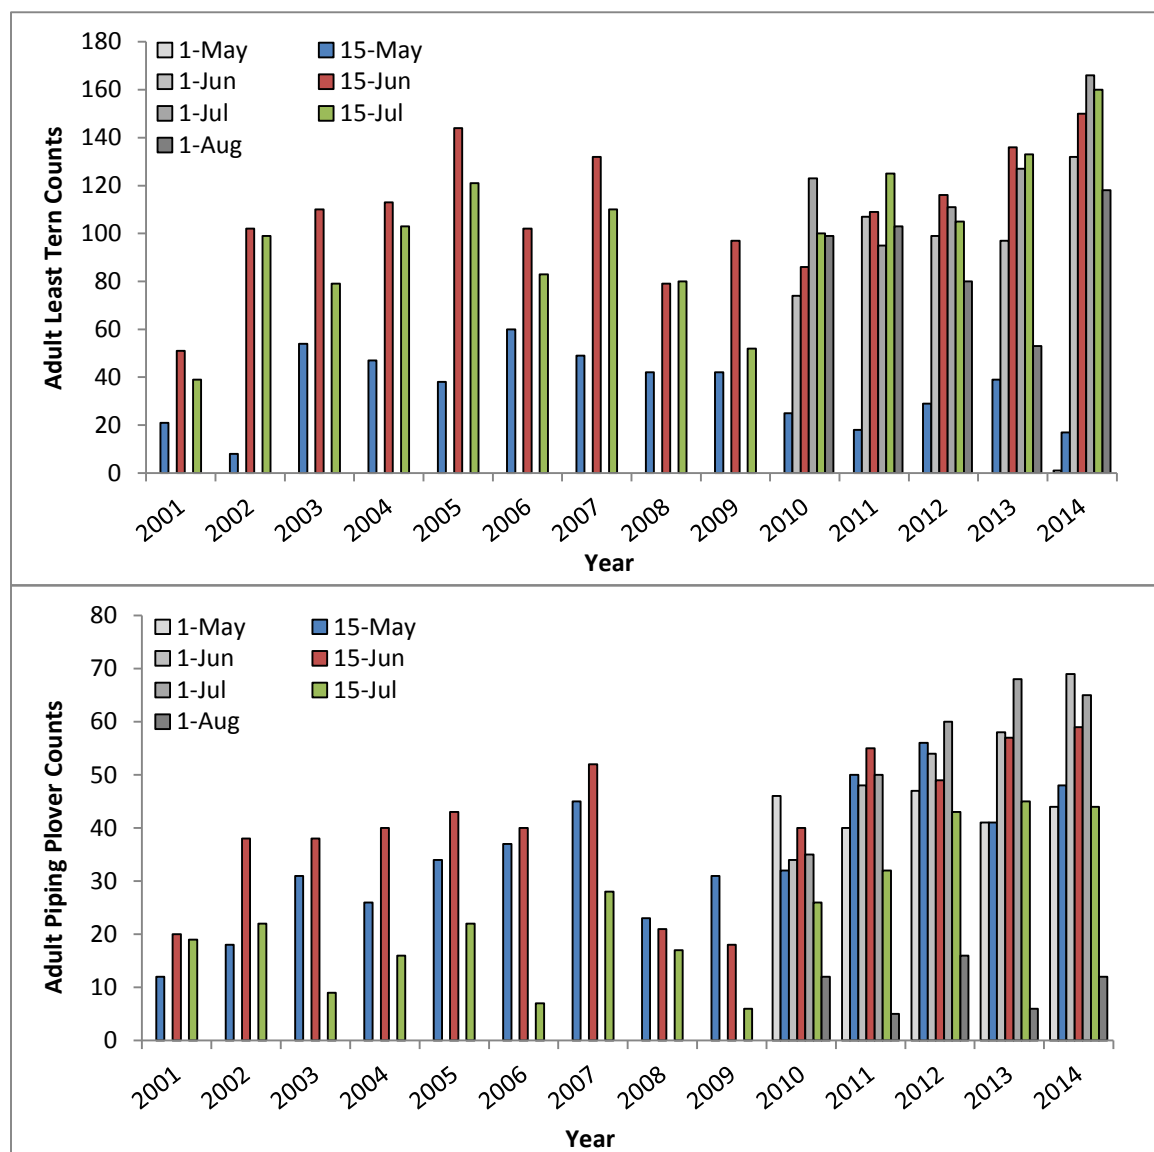 Adult Least Tern Counts
180
160
140
120
100
80
60
40
20
0
1-May 15-May
1-Jun 15-Jun
1-Jul 15-Jul
1-Aug
2001 2002 2003 2004 2005 2006 2007 2008 2009 2010 2011 2012 2013 2014
Year
Adult Piping Plover Counts
80
70
60
50
40
30
20
10
0
1-May 15-May
1-Jun 15-Jun
1-Jul 15-Jul
1-Aug
2001 2002 2003 2004 2005 2006 2007 2008 2009 2010 2011 2012 2013 2014
Year